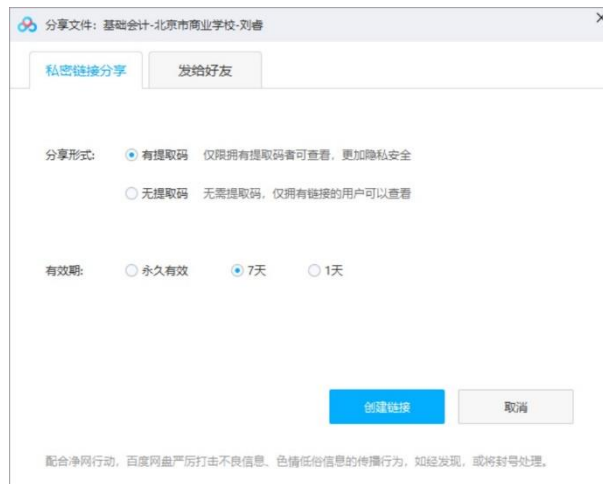 分享文件：基础会计-北京市商业学校-刘睿
私密链接分享 发给好友
分享形式: 有提取码 仅限拥有提取码者可查看，更加隐私安全
无提取码 无需提取码，仅拥有链接的用户可以查看
有效期: 永久有效 7天 1天
创建链接 取消
配合净网行动，百度网盘严厉打击不良信息、色情低俗信息的传播行为，如经发现，或将封号处理。